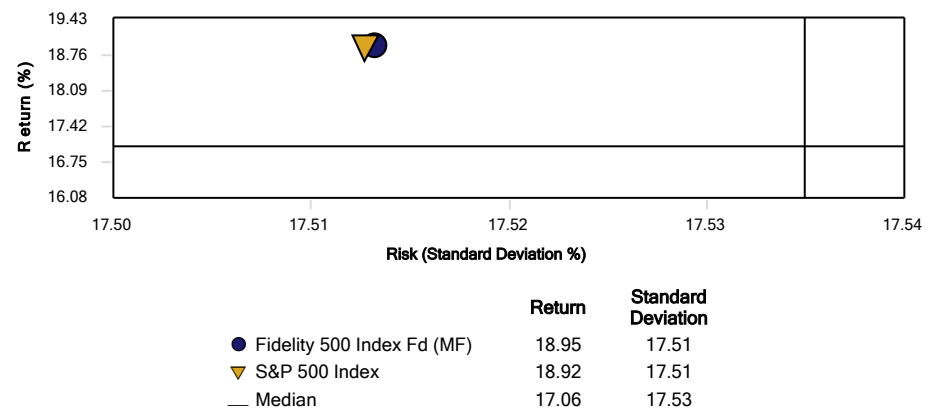 19.43
18.76
18.09
17.42
16.75
16.08
Return (%)
17.50 17.51 17.52 17.53 17.54
Risk (Standard Deviation %)
Return Standard Deviation
Fidelity 500 Index Fd (MF) 18.95 17.51
S&P 500 Index 18.92 17.51
Median 17.06 17.53